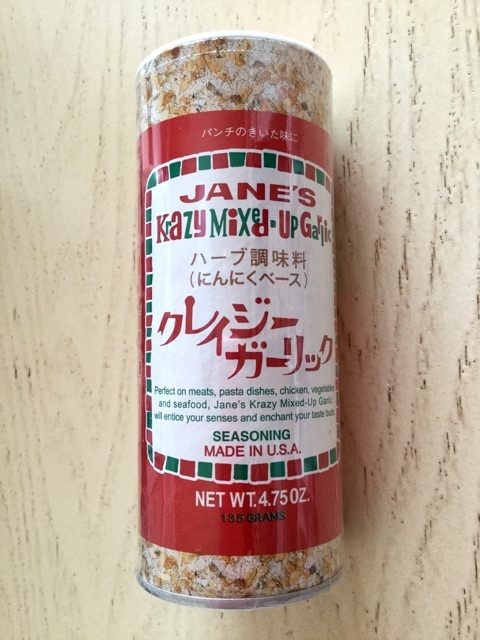 パンチのきいた味に
JANE'S
Krazy Mixed-Up Garlic
ハーブ調味料
(にんにくベース)
クレイジー
ガーリック
Perfect on meats, pasta dishes, chicken, vegetables
and seafood, Jane's Krazy Mixed-Up Garlic
will entice your senses and enchant your taste buds.
SEASONING
MADE IN U.S.A.
NET WT. 4.75 OZ.
135 GRAMS